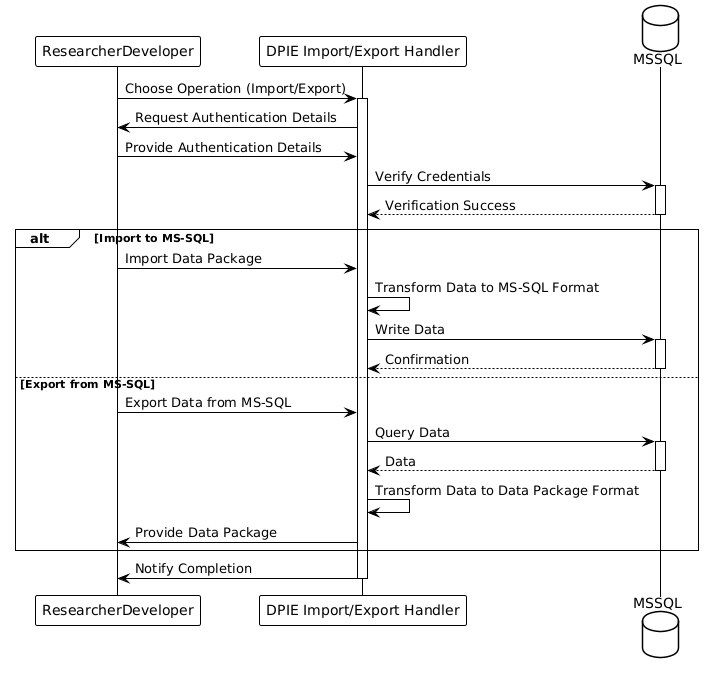 MSSQL
ResearcherDeveloper
DPIE Import/Export Handler
Choose Operation (Import/Export)
Request Authentication Details
Provide Authentication Details
Verify Credentials
Verification Success
alt [Import to MS-SQL]
Import Data Package
Transform Data to MS-SQL Format
Write Data
Confirmation
[Export from MS-SQL]
Export Data from MS-SQL
Query Data
Data
Transform Data to Data Package Format
Provide Data Package
Notify Completion
ResearcherDeveloper
DPIE Import/Export Handler
MSSQL